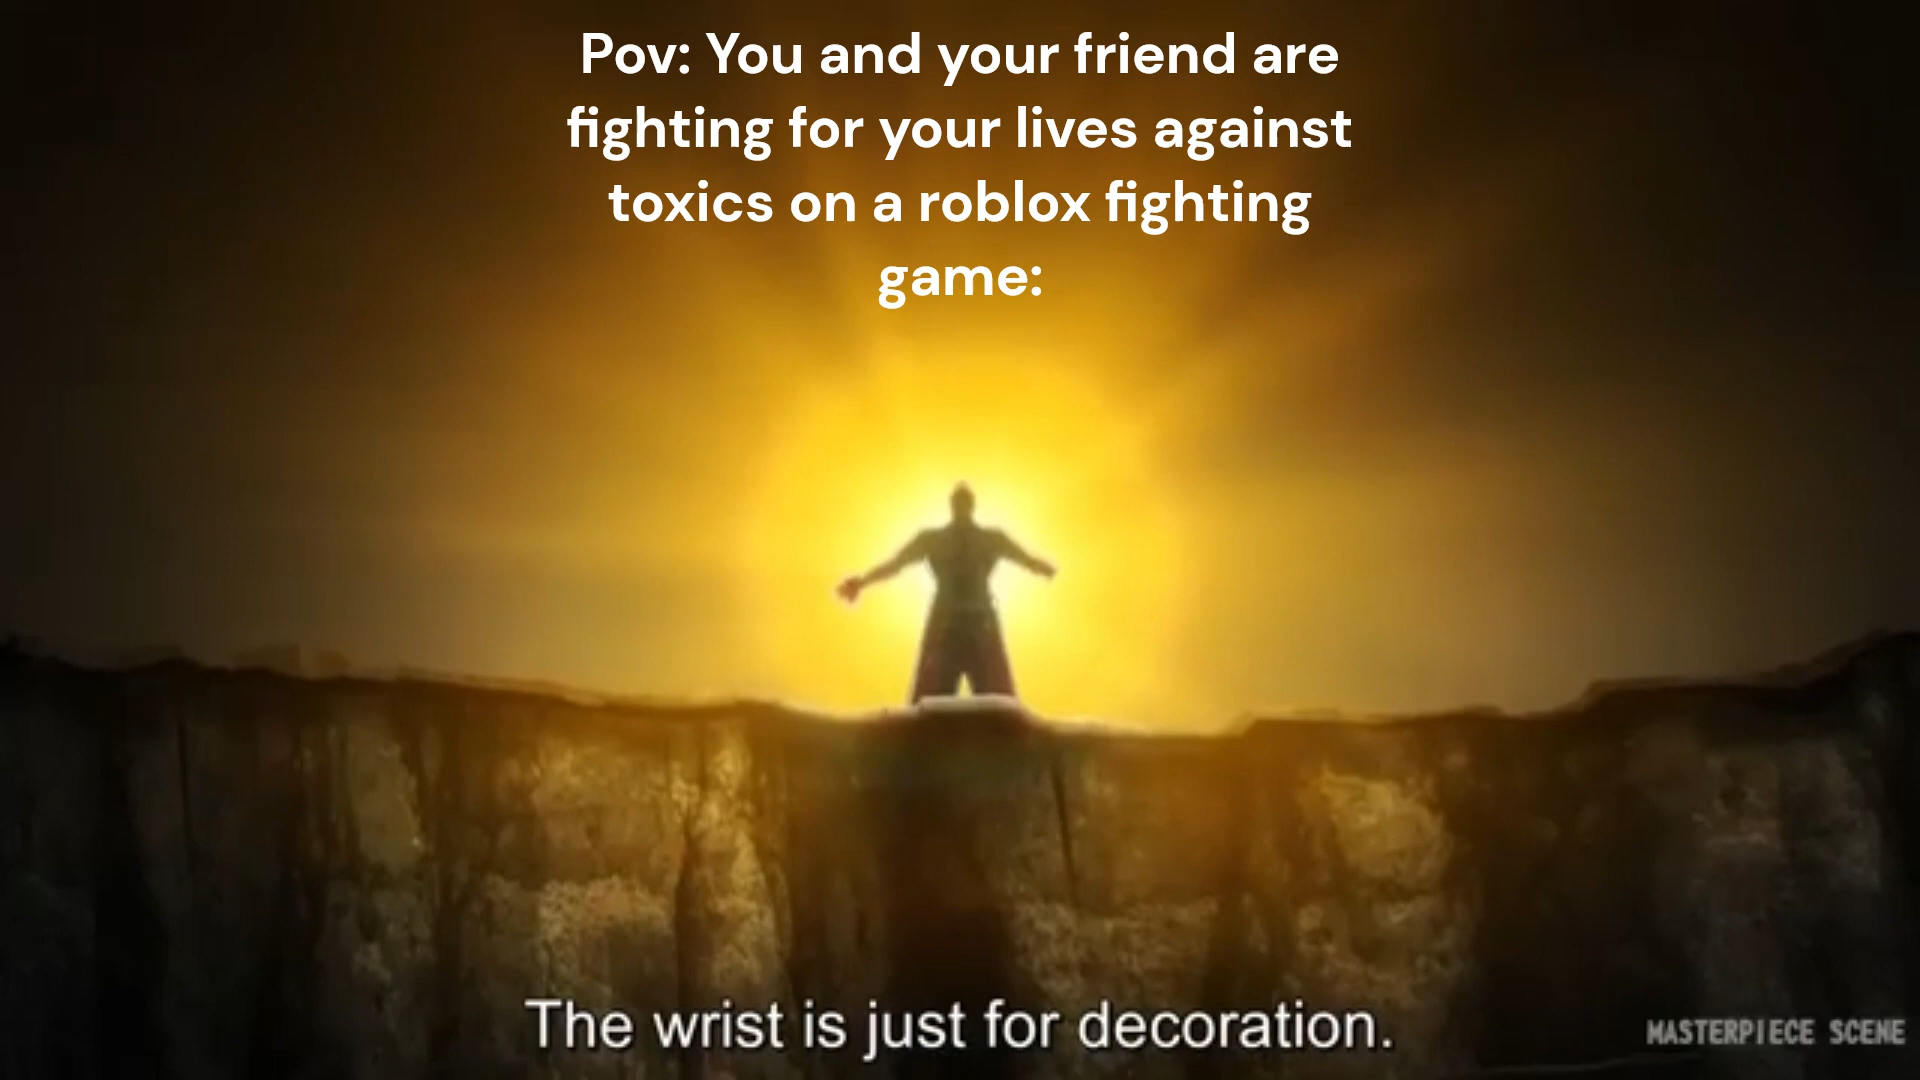 Pov: You and your friend are
fighting for your lives against
toxics on a roblox fighting
game:
The wrist is just for decoration.
MASTERPIECE SCENE